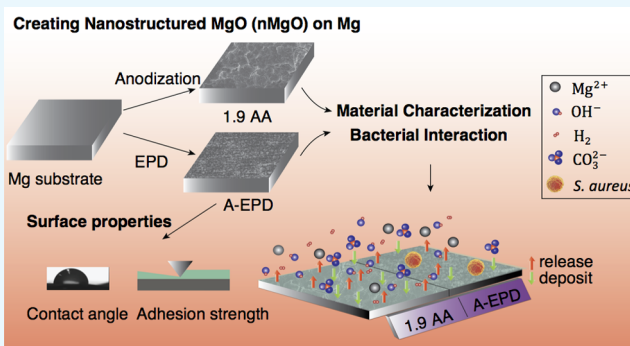 Creating Nanostructured MgO (nMgO) on Mg
Anodization
1.9 AA
EPD
Mg substrate
A-EPD
Material Characterization
Bacterial Interaction
Mg²⁺
OH⁻
H₂
CO₃²⁻
S. aureus
Surface properties
Contact angle
Adhesion strength
release
deposit
1.9 AA
A-EPD